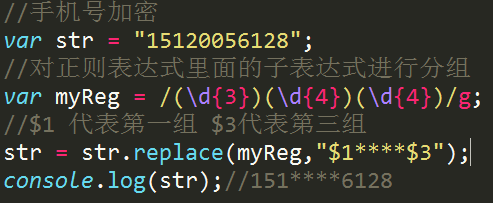 //手机号加密
var str = "15120056128";
//对正则表达式里面的子表达式进行分组
var myReg = /(\d{3})(\d{4})(\d{4})/g;
//$1 代表第一组 $3代表第三组
str = str.replace(myReg,"$1****$3");
console.log(str);//151****6128